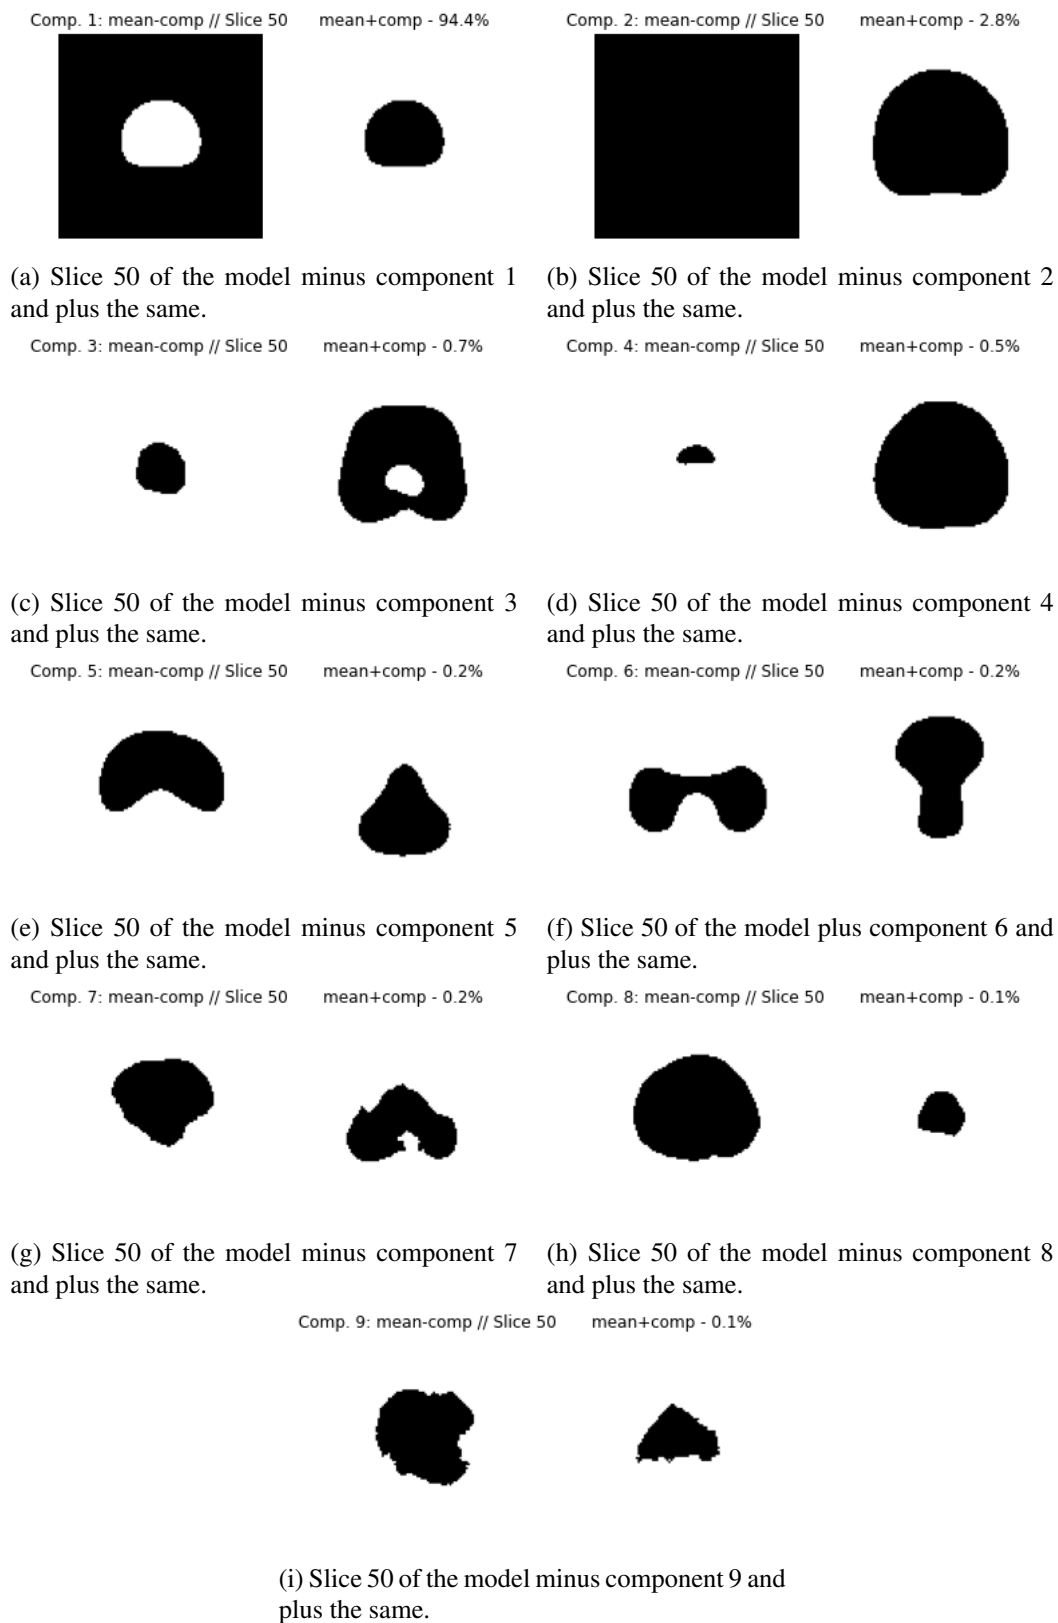 Comp. 1: mean-comp // Slice 50 mean+comp - 94.4%
Comp. 2: mean-comp // Slice 50 mean+comp - 2.8%
(a) Slice 50 of the model minus component 1
and plus the same.
(b) Slice 50 of the model minus component 2
and plus the same.
Comp. 3: mean-comp // Slice 50 mean+comp - 0.7%
Comp. 4: mean-comp // Slice 50 mean+comp - 0.5%
(c) Slice 50 of the model minus component 3
and plus the same.
(d) Slice 50 of the model minus component 4
and plus the same.
Comp. 5: mean-comp // Slice 50 mean+comp - 0.2%
Comp. 6: mean-comp // Slice 50 mean+comp - 0.2%
(e) Slice 50 of the model minus component 5
and plus the same.
(f) Slice 50 of the model plus component 6 and
plus the same.
Comp. 7: mean-comp // Slice 50 mean+comp - 0.2%
Comp. 8: mean-comp // Slice 50 mean+comp - 0.1%
(g) Slice 50 of the model minus component 7
and plus the same.
(h) Slice 50 of the model minus component 8
and plus the same.
Comp. 9: mean-comp // Slice 50 mean+comp - 0.1%
(i) Slice 50 of the model minus component 9 and
plus the same.